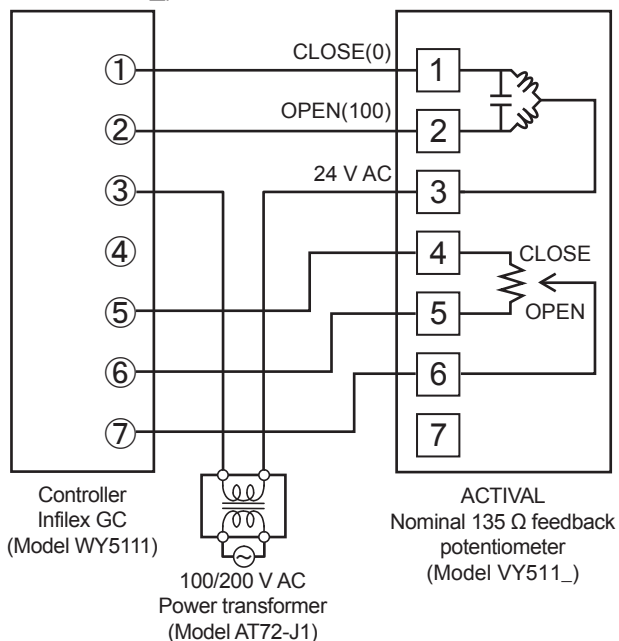 ① CLOSE(0) 1
② OPEN(100) 2
③ 24 V AC 3
④ 4 CLOSE
⑤ 5 OPEN
⑥ 6
⑦ 7
Controller
Infilex GC
(Model WY5111)
100/200 V AC
Power transformer
(Model AT72-J1)
ACTIVAL
Nominal 135 Ω feedback
potentiometer
(Model VY511_)